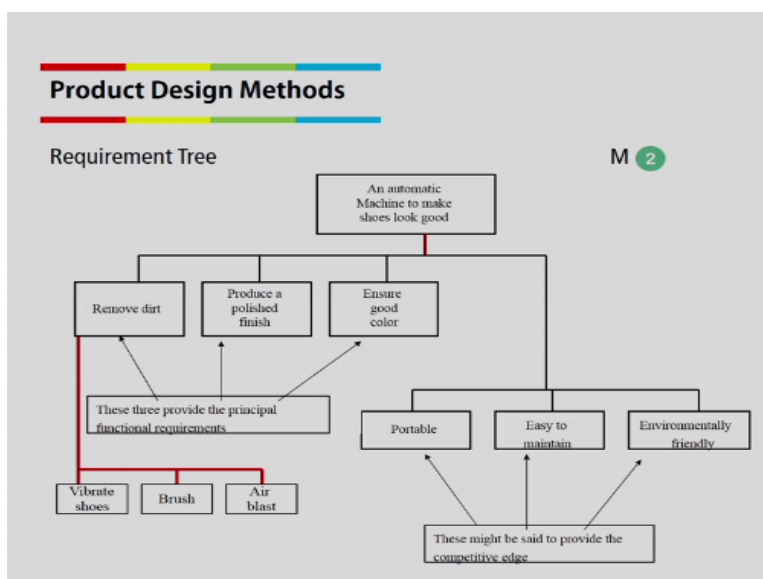 Product Design Methods
Requirement Tree
M 2
An automatic
Machine to make
shoes look good
Remove dirt
Produce a
polished
finish
Ensure
good
color
These three provide the principal
functional requirements
Portable
Easy to
maintain
Environmentally
friendly
Vibrate
shoes
Brush
Air
blast
These might be said to provide the
competitive edge